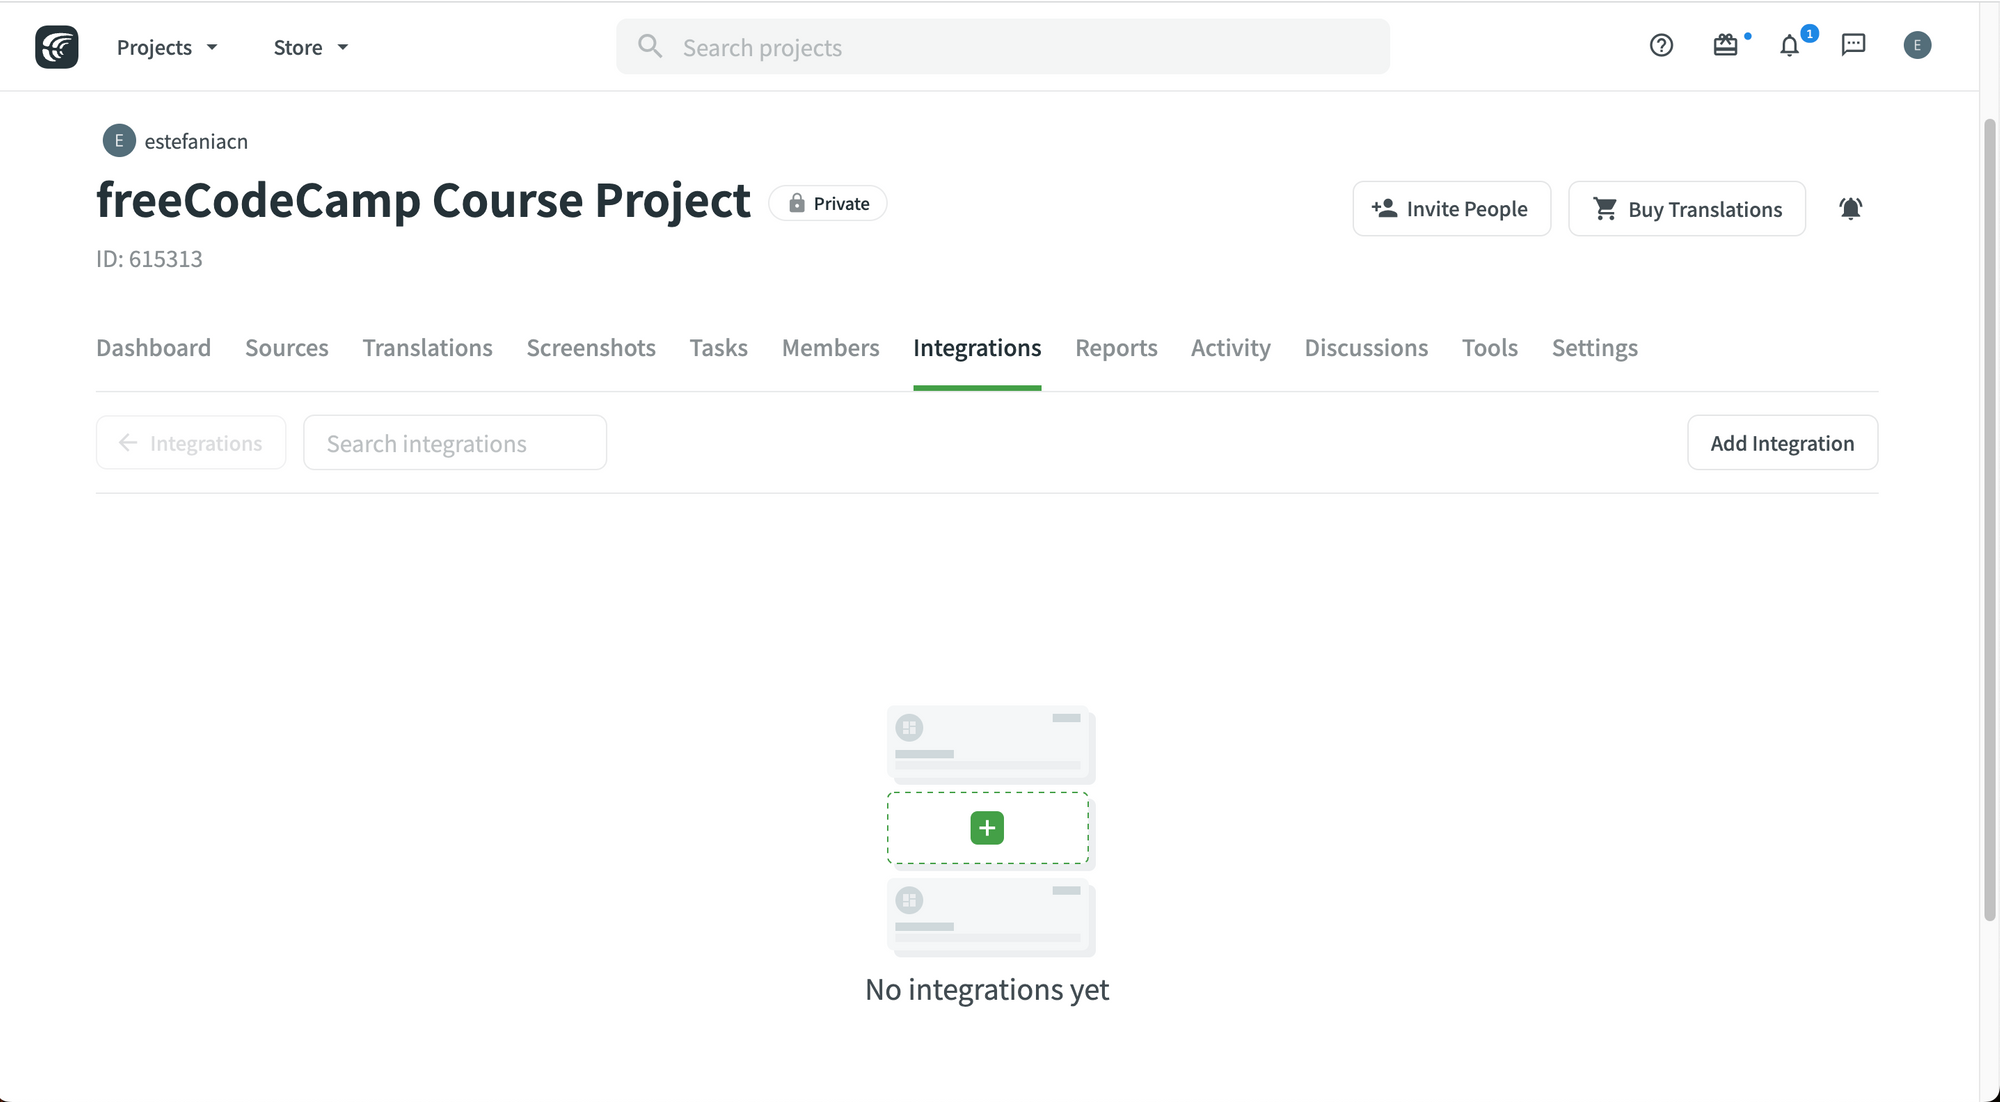 Projects Store Search projects 1 E
E estefaniacn
freeCodeCamp Course Project Private Invite People Buy Translations
ID: 615313
Dashboard Sources Translations Screenshots Tasks Members Integrations Reports Activity Discussions Tools Settings
Integrations Search integrations Add Integration
No integrations yet